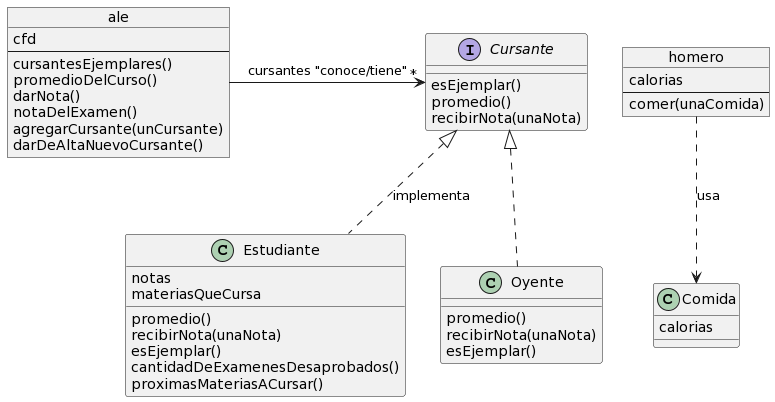 ale
cfd
cursantesEjemplares()
promedioDelCurso()
darNota()
notaDelExamen()
agregarCursante(unCursante)
darDeAltaNuevoCursante()
cursantes "conoce/tiene" *
I Cursante
esEjemplar()
promedio()
recibirNota(unaNota)
homero
calorias
comer(unaComida)
implementa
usa
C Estudiante
notas
materiasQueCursa
promedio()
recibirNota(unaNota)
esEjemplar()
cantidadDeExamenesDesaprobados()
proximasMateriasACursar()
C Oyente
promedio()
recibirNota(unaNota)
esEjemplar()
C Comida
calorias